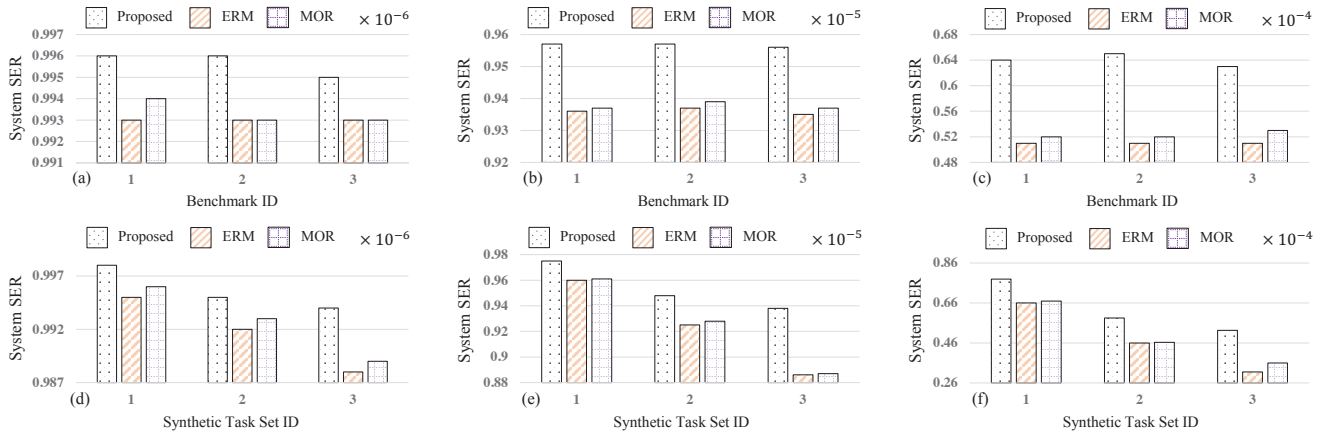 Proposed ERM MOR × 10⁻⁶
System SER
0.997
0.996
0.995
0.994
0.993
0.992
0.991
1 2 3
(a) Benchmark ID
Proposed ERM MOR × 10⁻⁵
System SER
0.96
0.95
0.94
0.93
0.92
1 2 3
(b) Benchmark ID
Proposed ERM MOR × 10⁻⁴
System SER
0.68
0.64
0.6
0.56
0.52
0.48
1 2 3
(c) Benchmark ID
Proposed ERM MOR × 10⁻⁶
System SER
0.997
0.992
0.987
1 2 3
(d) Synthetic Task Set ID
Proposed ERM MOR × 10⁻⁵
System SER
0.98
0.96
0.94
0.92
0.9
0.88
1 2 3
(e) Synthetic Task Set ID
Proposed ERM MOR × 10⁻⁴
System SER
0.86
0.66
0.46
0.26
1 2 3
(f) Synthetic Task Set ID